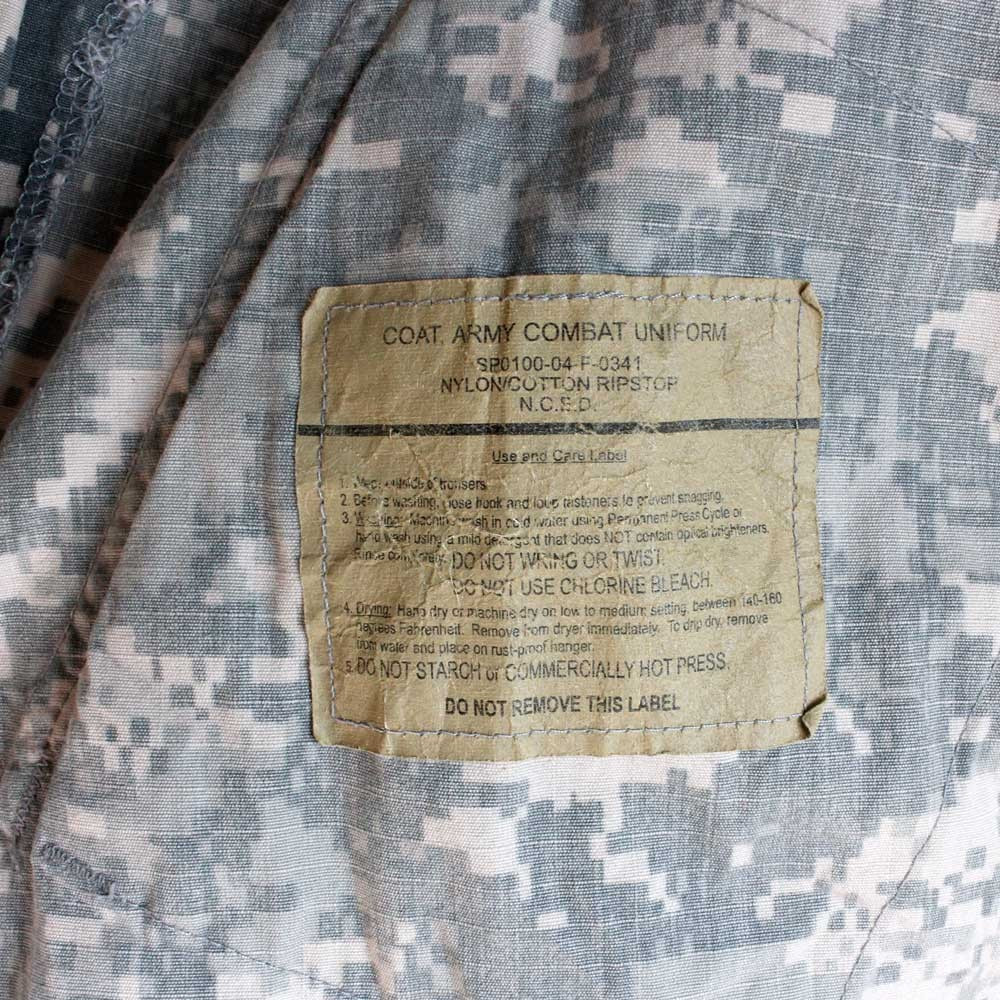 COAT, ARMY COMBAT UNIFORM
SP0100-04-F-0341
NYLON/COTTON RIPSTOP
N.C.E.D.
Use and Care Label
1. outside of trousers
2. Before washing, close hook and loop fasteners to prevent snagging.
3. Washing: Machine wash in cold water using Permanent Press Cycle or
hand wash using a mild detergent that does NOT contain optical brighteners.
Rinse completely. DO NOT WRING OR TWIST.
DO NOT USE CHLORINE BLEACH.
4. Drying: Hang dry or machine dry on low to medium setting, between 140-160
degrees Fahrenheit. Remove from dryer immediately. To drip dry, remove
from water and place on rust-proof hanger.
5. DO NOT STARCH or COMMERCIALLY HOT PRESS.
DO NOT REMOVE THIS LABEL